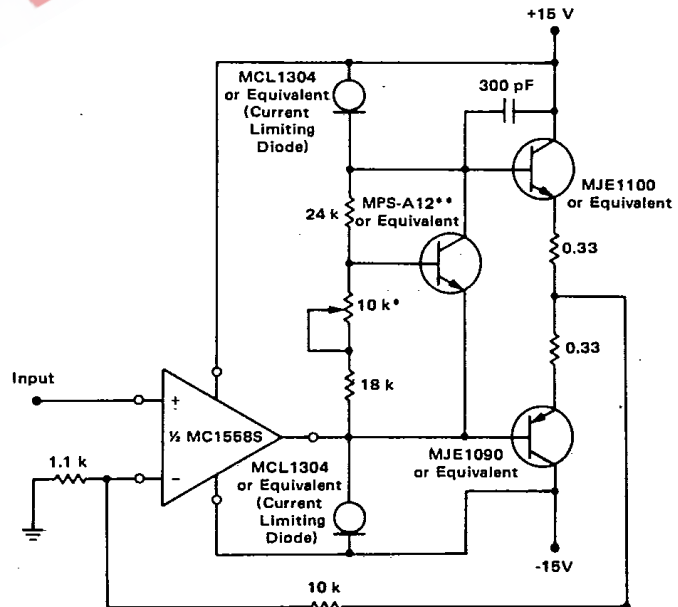 +15 V
MCL1304
or Equivalent
(Current
Limiting
Diode)
300 pF
MJE1100
or Equivalent
24 k
MPS-A12**
or Equivalent
0.33
10 k*
0.33
Input
18 k
+
½ MC1558S
−
1.1 k
MJE1090
or Equivalent
MCL1304
or Equivalent
(Current
Limiting
Diode)
-15V
10 k